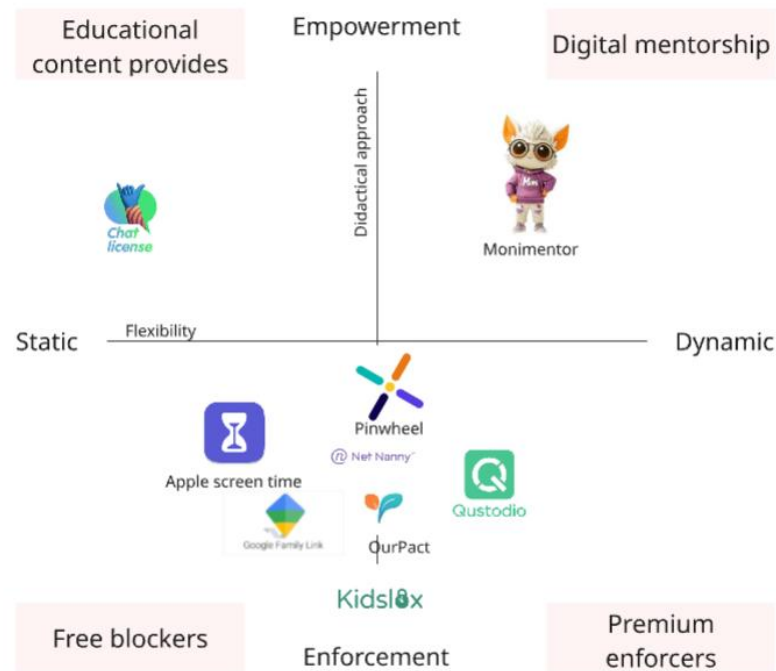 Educational
content provides
Empowerment
Digital mentorship
Didactical approach
Mm
Chat
license
Monimentor
Static
Flexibility
Dynamic
Pinwheel
Net Nanny
Apple screen time
Qustodio
Google Family Link
OurPact
Kidslox
Free blockers
Enforcement
Premium
enforcers